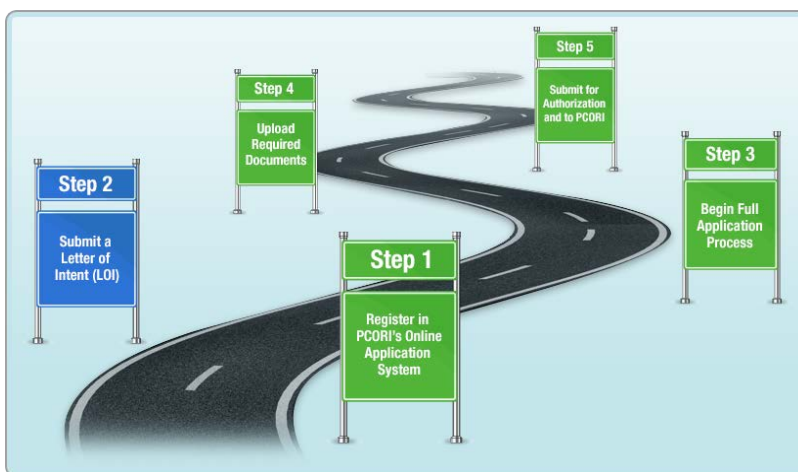 Step 5
Submit for
Authorization
and to PCORI
Step 4
Upload
Required
Documents
Step 3
Begin Full
Application
Process
Step 2
Submit a
Letter of
Intent (LOI)
Step 1
Register in
PCORI's Online
Application
System